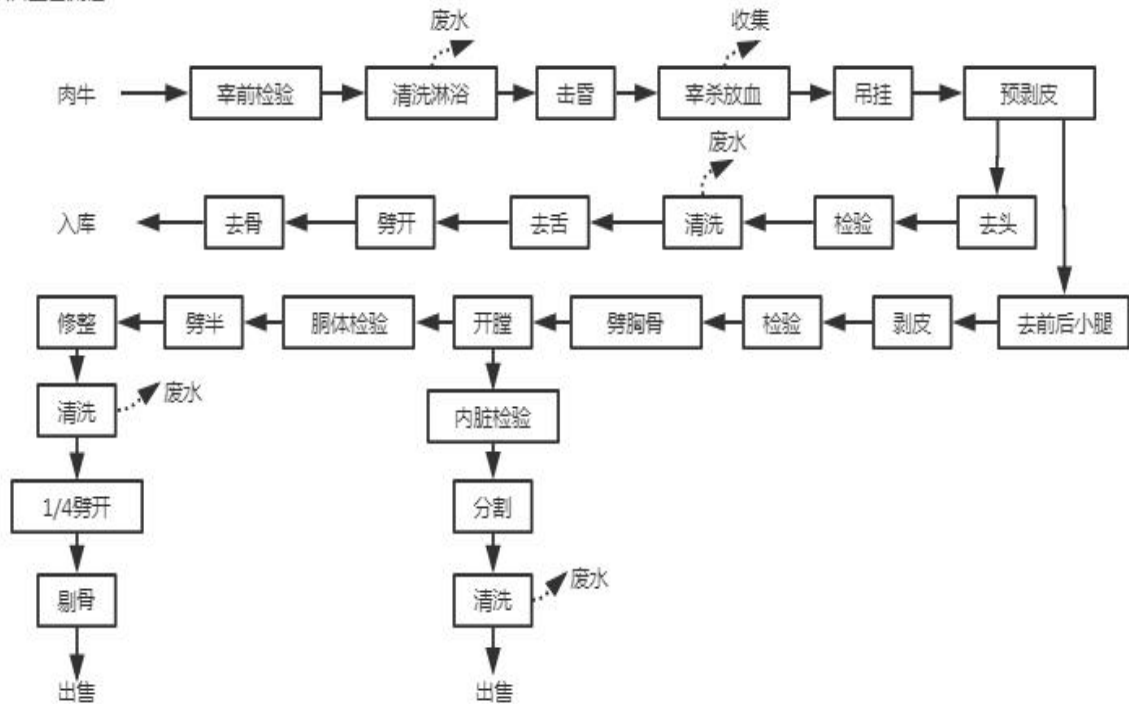 废水
收集
肉牛
宰前检验
清洗淋浴
击昏
宰杀放血
吊挂
预剥皮
废水
入库
去骨
劈开
去舌
清洗
检验
去头
修整
劈半
胴体检验
开膛
劈胸骨
检验
剥皮
去前后小腿
清洗
废水
内脏检验
1/4劈开
分割
剔骨
清洗
废水
出售
出售